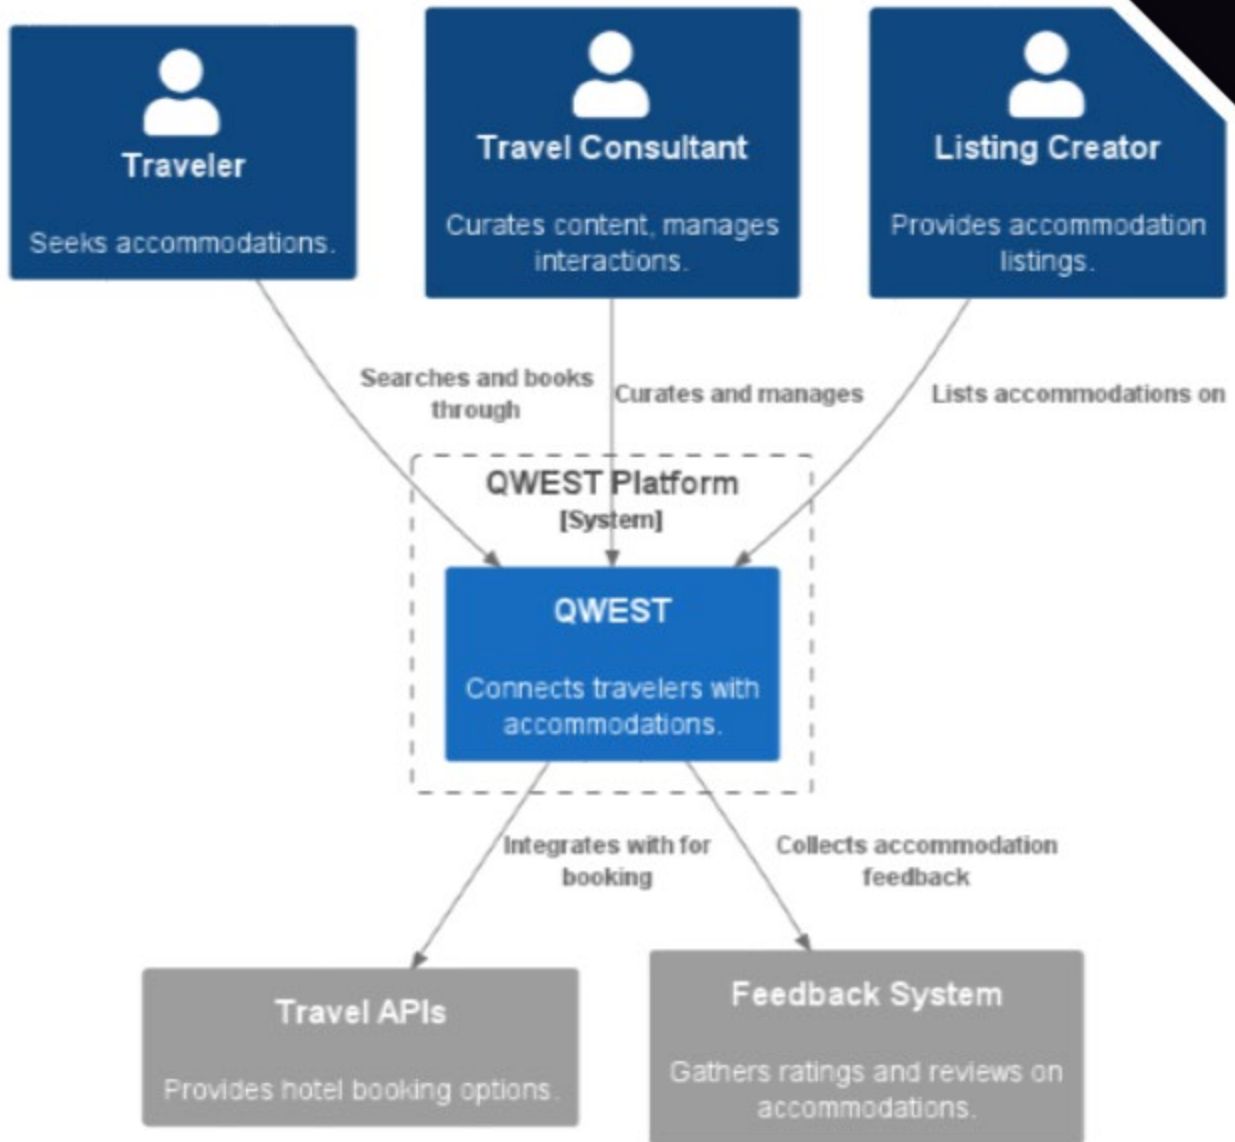 Traveler
Seeks accommodations.
Travel Consultant
Curates content, manages
interactions.
Listing Creator
Provides accommodation
listings.
Searches and books
through
Curates and manages
Lists accommodations on
QWEST Platform
[System]
QWEST
Connects travelers with
accommodations.
Integrates with for
booking
Collects accommodation
feedback
Travel APIs
Provides hotel booking options.
Feedback System
Gathers ratings and reviews on
accommodations.